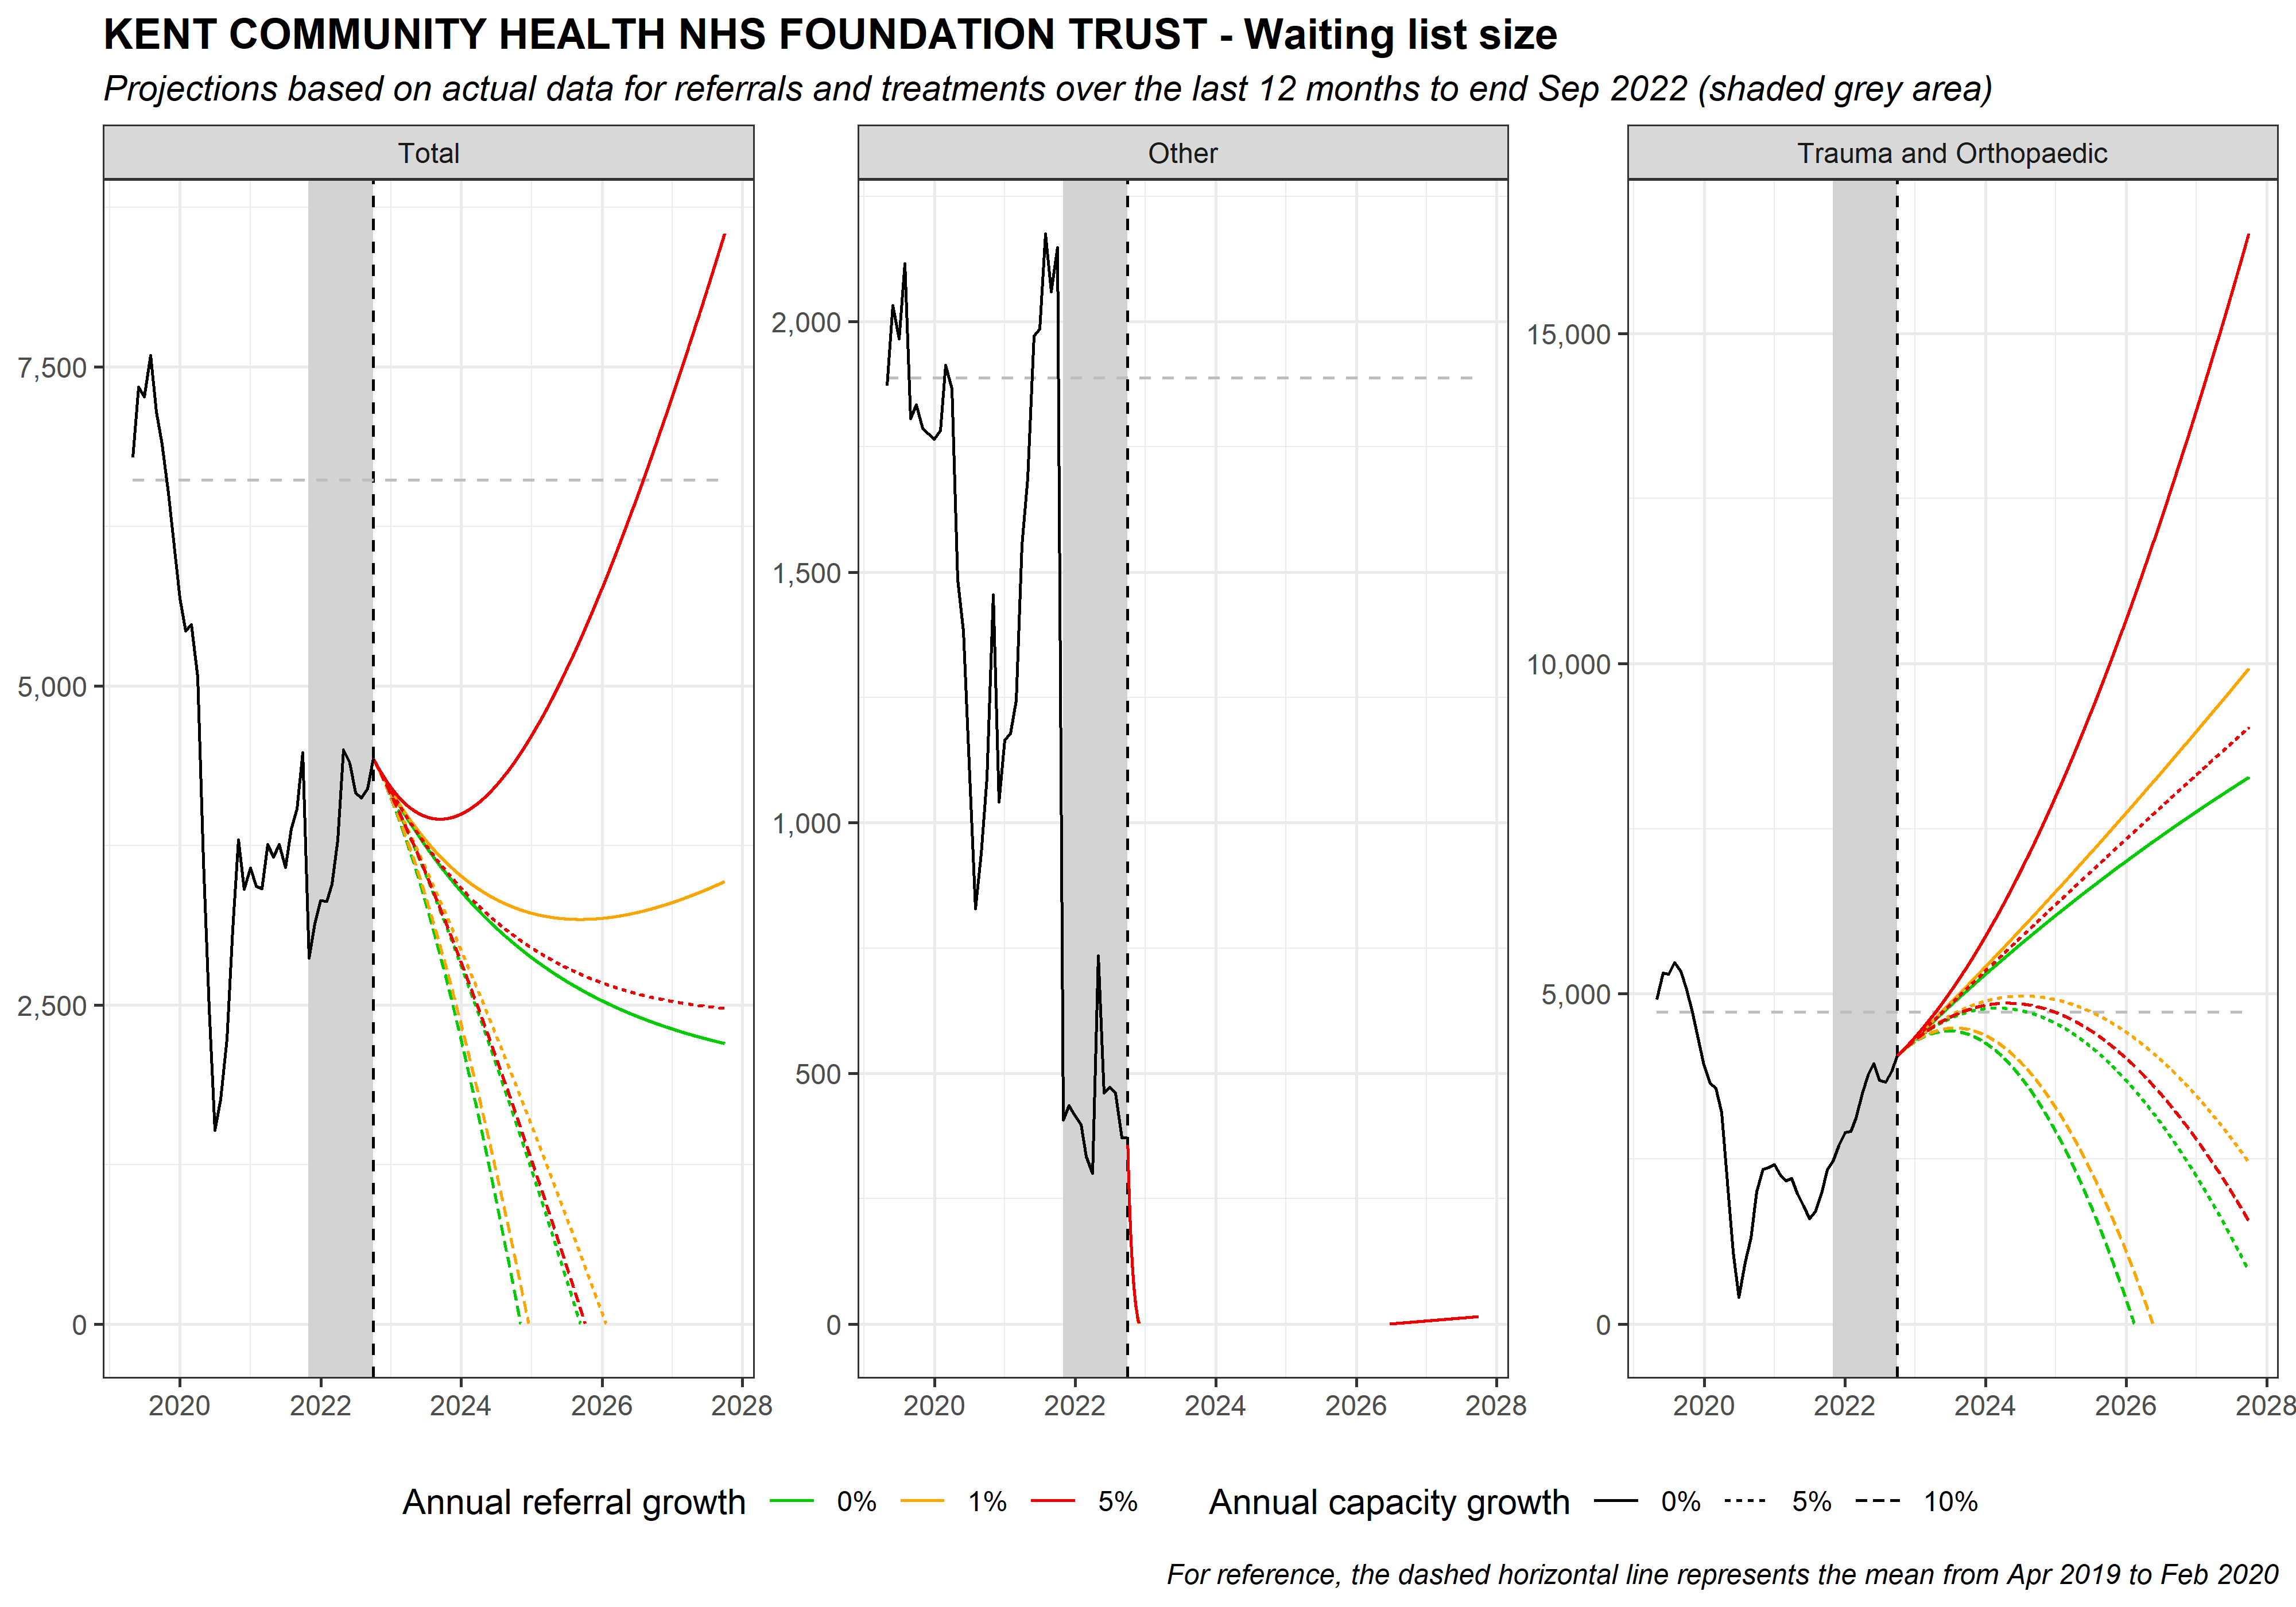 KENT COMMUNITY HEALTH NHS FOUNDATION TRUST - Waiting list size
Projections based on actual data for referrals and treatments over the last 12 months to end Sep 2022 (shaded grey area)
Total
7,500
5,000
2,500
0
2020 2022 2024 2026 2028
Other
2,000
1,500
1,000
500
0
2020 2022 2024 2026 2028
Trauma and Orthopaedic
15,000
10,000
5,000
0
2020 2022 2024 2026 2028
Annual referral growth 0% 1% 5% Annual capacity growth 0% 5% 10%
For reference, the dashed horizontal line represents the mean from Apr 2019 to Feb 2020